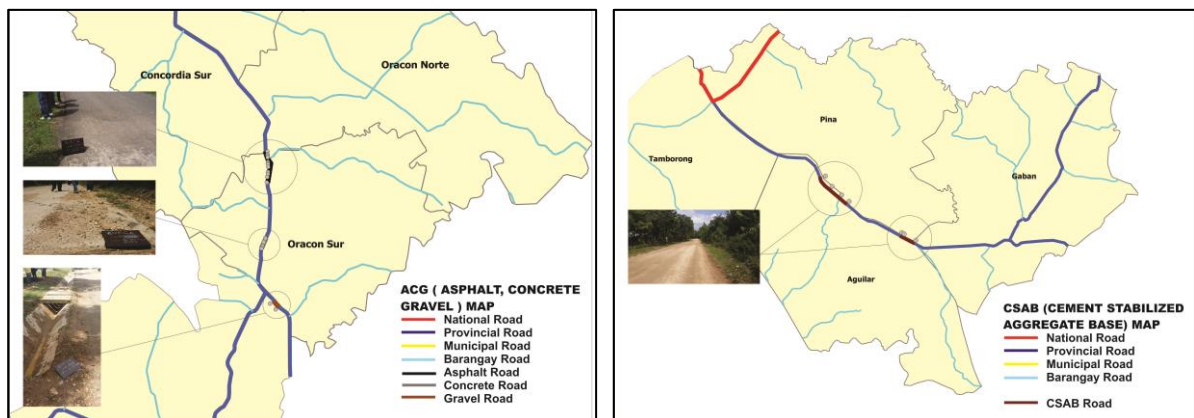 Concordia Sur
Oracon Norte
Oracon Sur
ACG ( ASPHALT, CONCRETE
GRAVEL ) MAP
National Road
Provincial Road
Municipal Road
Barangay Road
Asphalt Road
Concrete Road
Gravel Road
Pina
Tamborong
Gaban
Aguilar
CSAB (CEMENT STABILIZED
AGGREGATE BASE) MAP
National Road
Provincial Road
Municipal Road
Barangay Road
CSAB Road